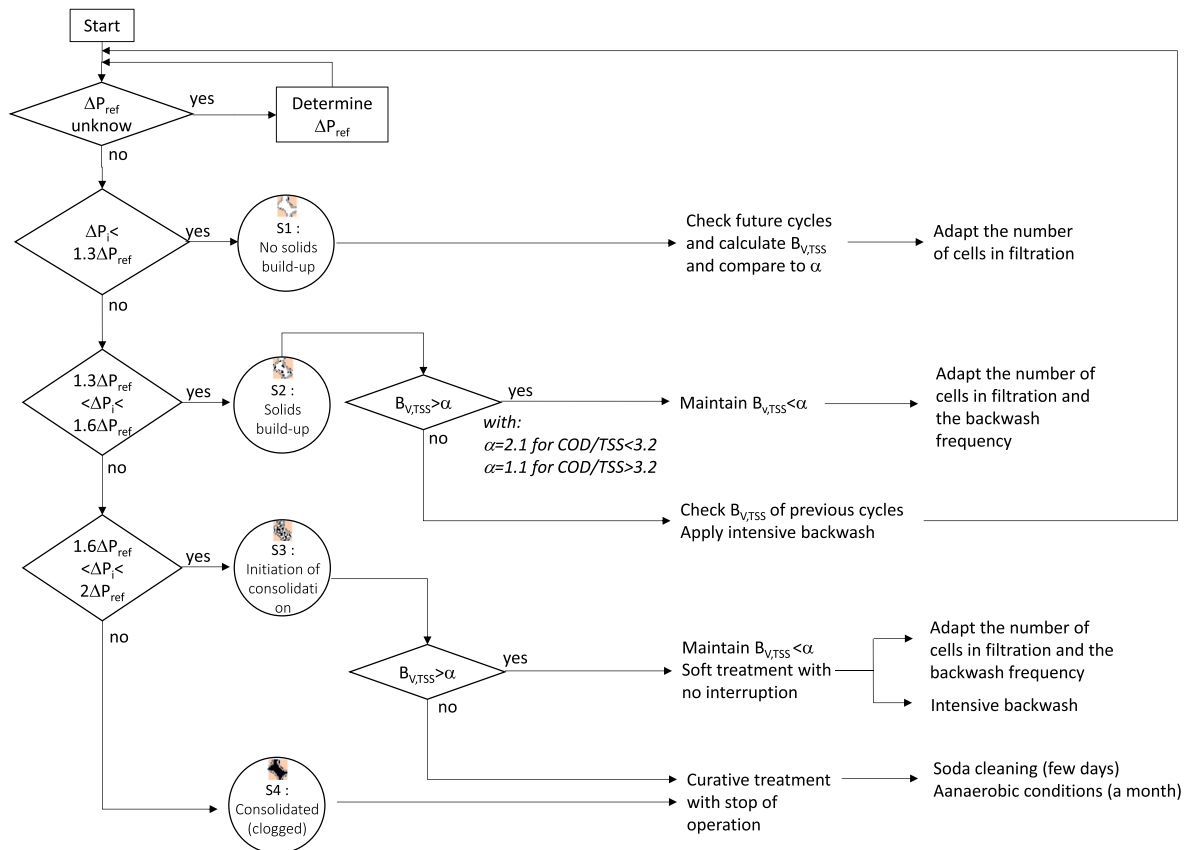 Start
ΔPref
unknow
yes
Determine
ΔPref
no
ΔPi<
1.3ΔPref
yes
S1 :
No solids
build-up
Check future cycles
and calculate BV,TSS
and compare to α
Adapt the number
of cells in filtration
no
1.3ΔPref
<ΔPi<
1.6ΔPref
yes
S2 :
Solids
build-up
BV,TSS>α
yes
with:
α=2.1 for COD/TSS<3.2
α=1.1 for COD/TSS>3.2
Maintain Bv,TSS<α
Adapt the number of
cells in filtration and
the backwash
frequency
no
no
Check BV,TSS of previous cycles
Apply intensive backwash
1.6ΔPref
<ΔPi<
2ΔPref
yes
S3 :
Initiation of
consolidati
on
no
BV,TSS>α
yes
Maintain BV,TSS<α
Soft treatment with
no interruption
Adapt the number of
cells in filtration and the
backwash frequency
Intensive backwash
no
S4 :
Consolidated
(clogged)
Curative treatment
with stop of
operation
Soda cleaning (few days)
Aanaerobic conditions (a month)